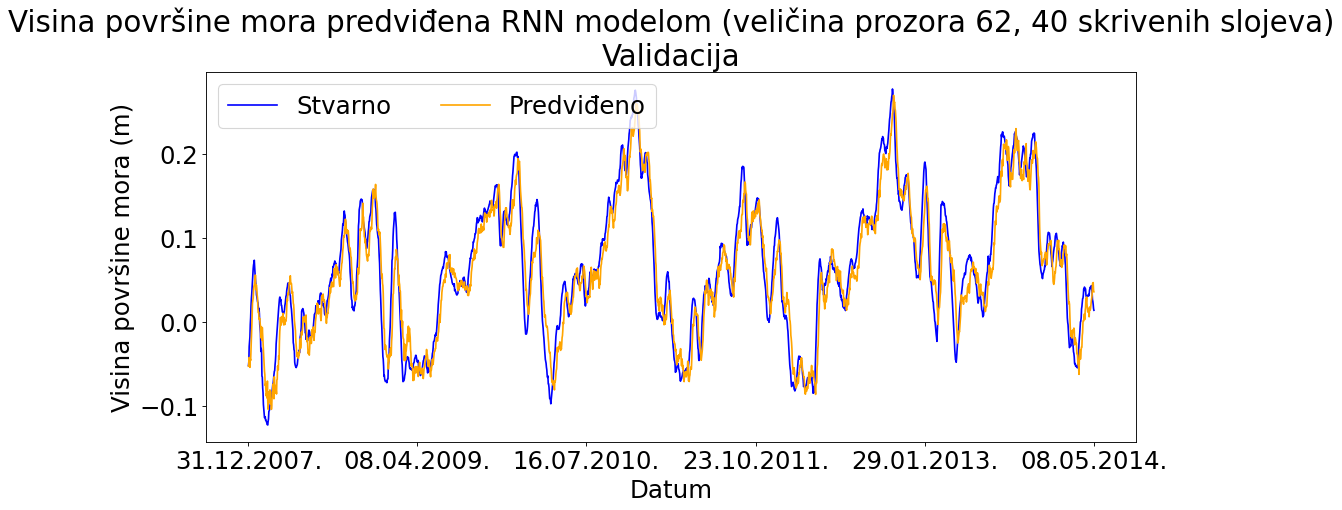 Visina površine mora predviđena RNN modelom (veličina prozora 62, 40 skrivenih slojeva)
Validacija
Stvarno Predviđeno
Visina površine mora (m)
0.2
0.1
0.0
−0.1
31.12.2007. 08.04.2009. 16.07.2010. 23.10.2011. 29.01.2013. 08.05.2014.
Datum